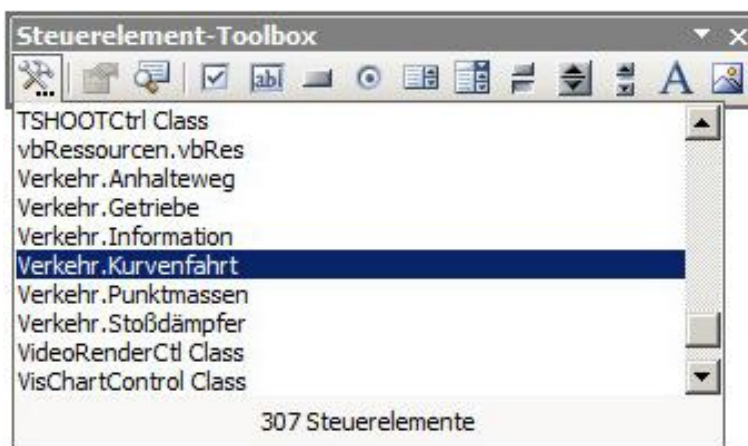 Steuerelement-Toolbox
abl A
TSHOOTCtrl Class
vbRessourcen.vbRes
Verkehr.Anhalteweg
Verkehr.Getriebe
Verkehr.Information
Verkehr.Kurvenfahrt
Verkehr.Punktmassen
Verkehr.Stoßdämpfer
VideoRenderCtl Class
VisChartControl Class
307 Steuerelemente